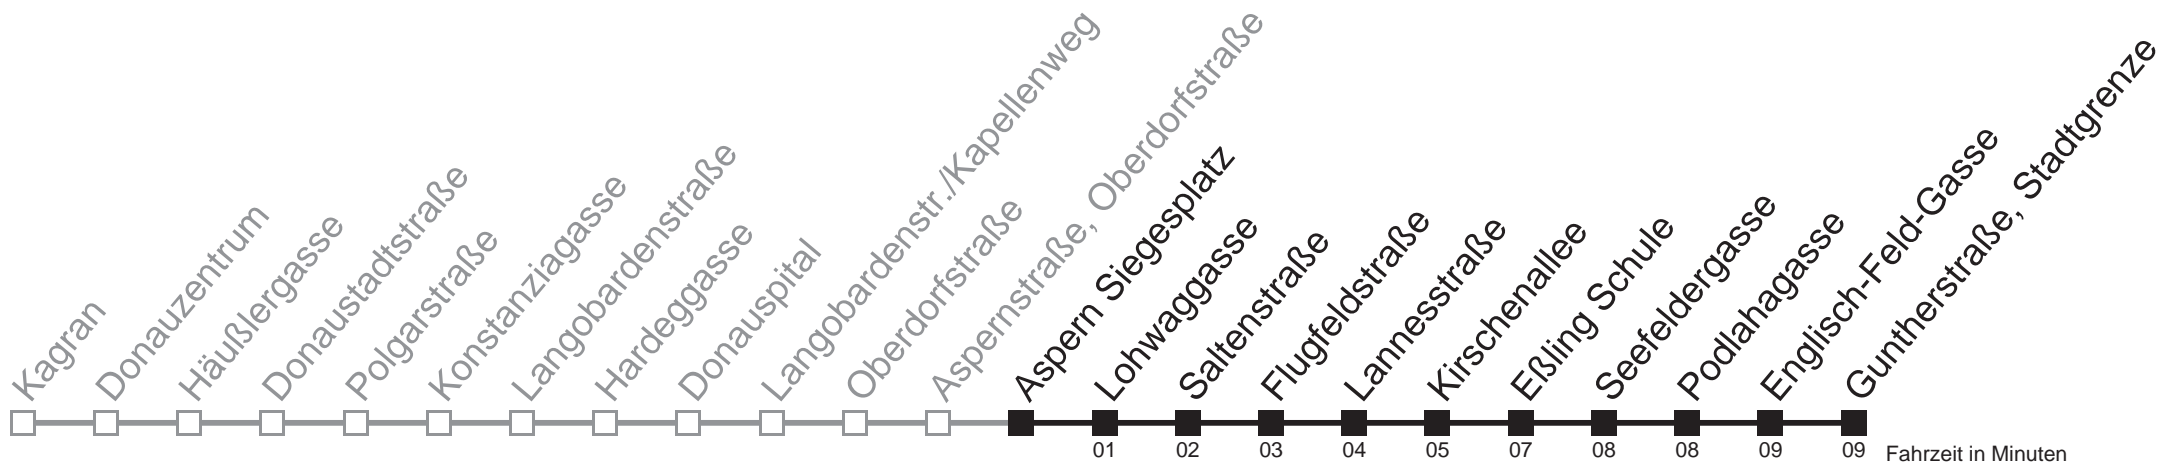 Kagran
Donauzentrum
Häußlergasse
Donaustadtstraße
Polgarstraße
Konstanziagasse
Langobardenstraße
Hardeggasse
Donauspital
Langobardenstr./Kapellenweg
Oberdorfstraße
Aspernstraße, Oberdorfstraße
Aspern Siegesplatz
Lohwaggasse
Saltenstraße
Flugfeldstraße
Lannesstraße
Kirschenallee
Eßling Schule
Seefeldergasse
Podlahagasse
Englisch-Feld-Gasse
Guntherstraße, Stadtgrenze
01 02 03 04 05 07 08 08 09 09 Fahrzeit in Minuten